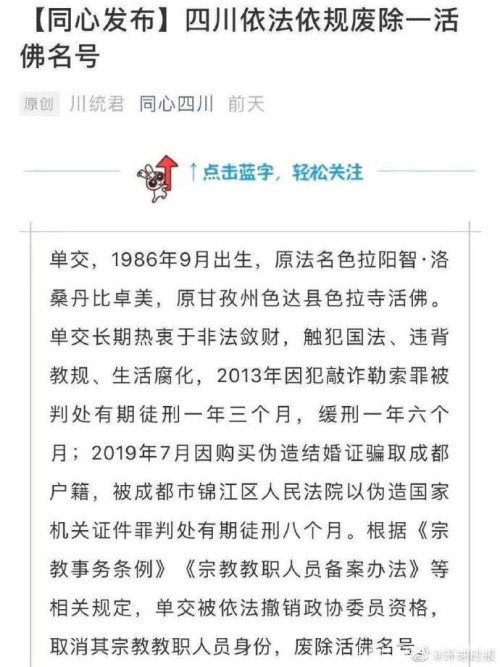 【同心发布】四川依法依规废除一活
佛名号
原创 川统君 同心四川 前天
↑点击蓝字，轻松关注
单交，1986年9月出生，原法名色拉阳智·洛
桑丹比卓美，原甘孜州色达县色拉寺活佛。
单交长期热衷于非法敛财，触犯国法、违背
教规、生活腐化，2013年因犯敲诈勒索罪被
判处有期徒刑一年三个月，缓刑一年六个
月；2019年7月因购买伪造结婚证骗取成都
户籍，被成都市锦江区人民法院以伪造国家
机关证件罪判处有期徒刑八个月。根据《宗
教事务条例》《宗教教职人员备案办法》等
相关规定，单交被依法撤销政协委员资格，
取消其宗教教职人员身份，废除活佛名号